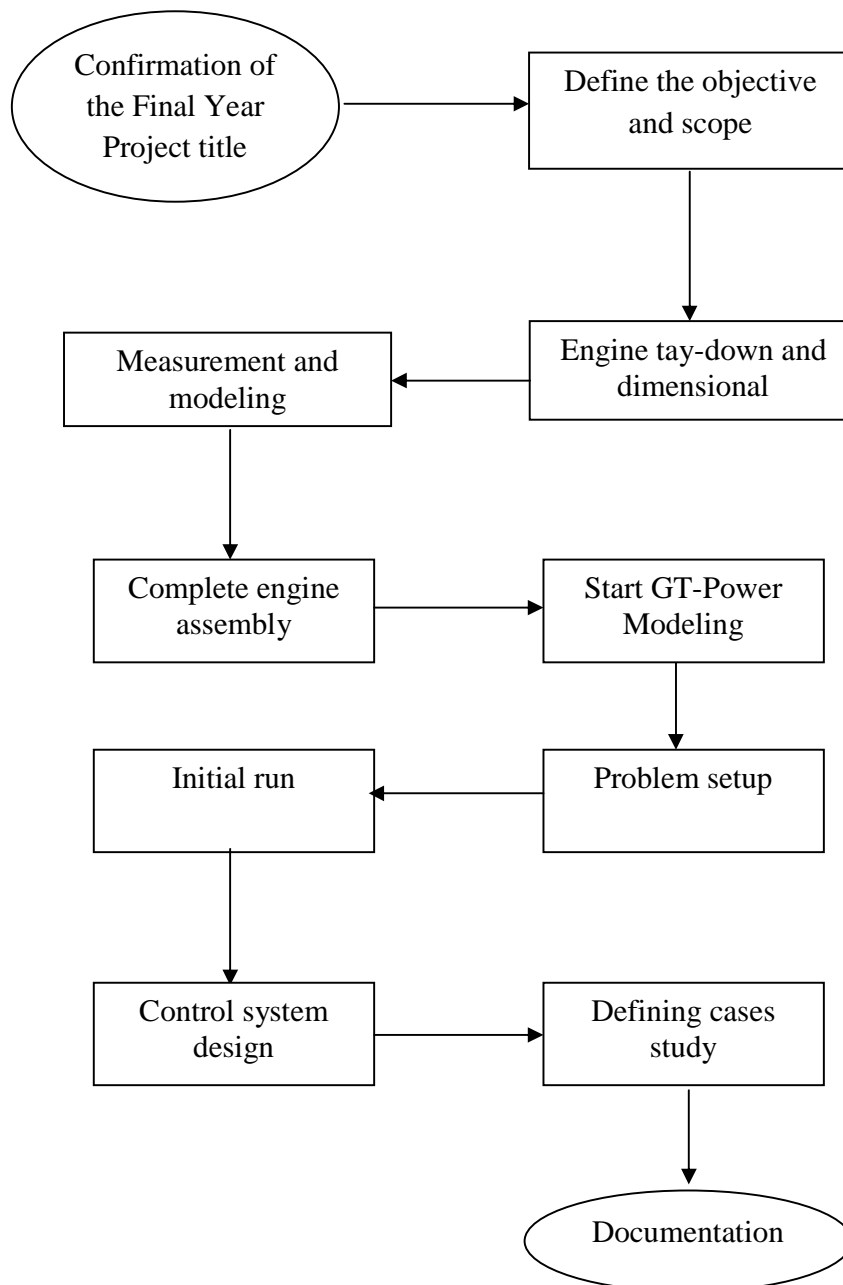 Confirmation of
the Final Year
Project title
Define the objective
and scope
Engine tay-down and
dimensional
Measurement and
modeling
Complete engine
assembly
Start GT-Power
Modeling
Problem setup
Initial run
Control system
design
Defining cases
study
Documentation